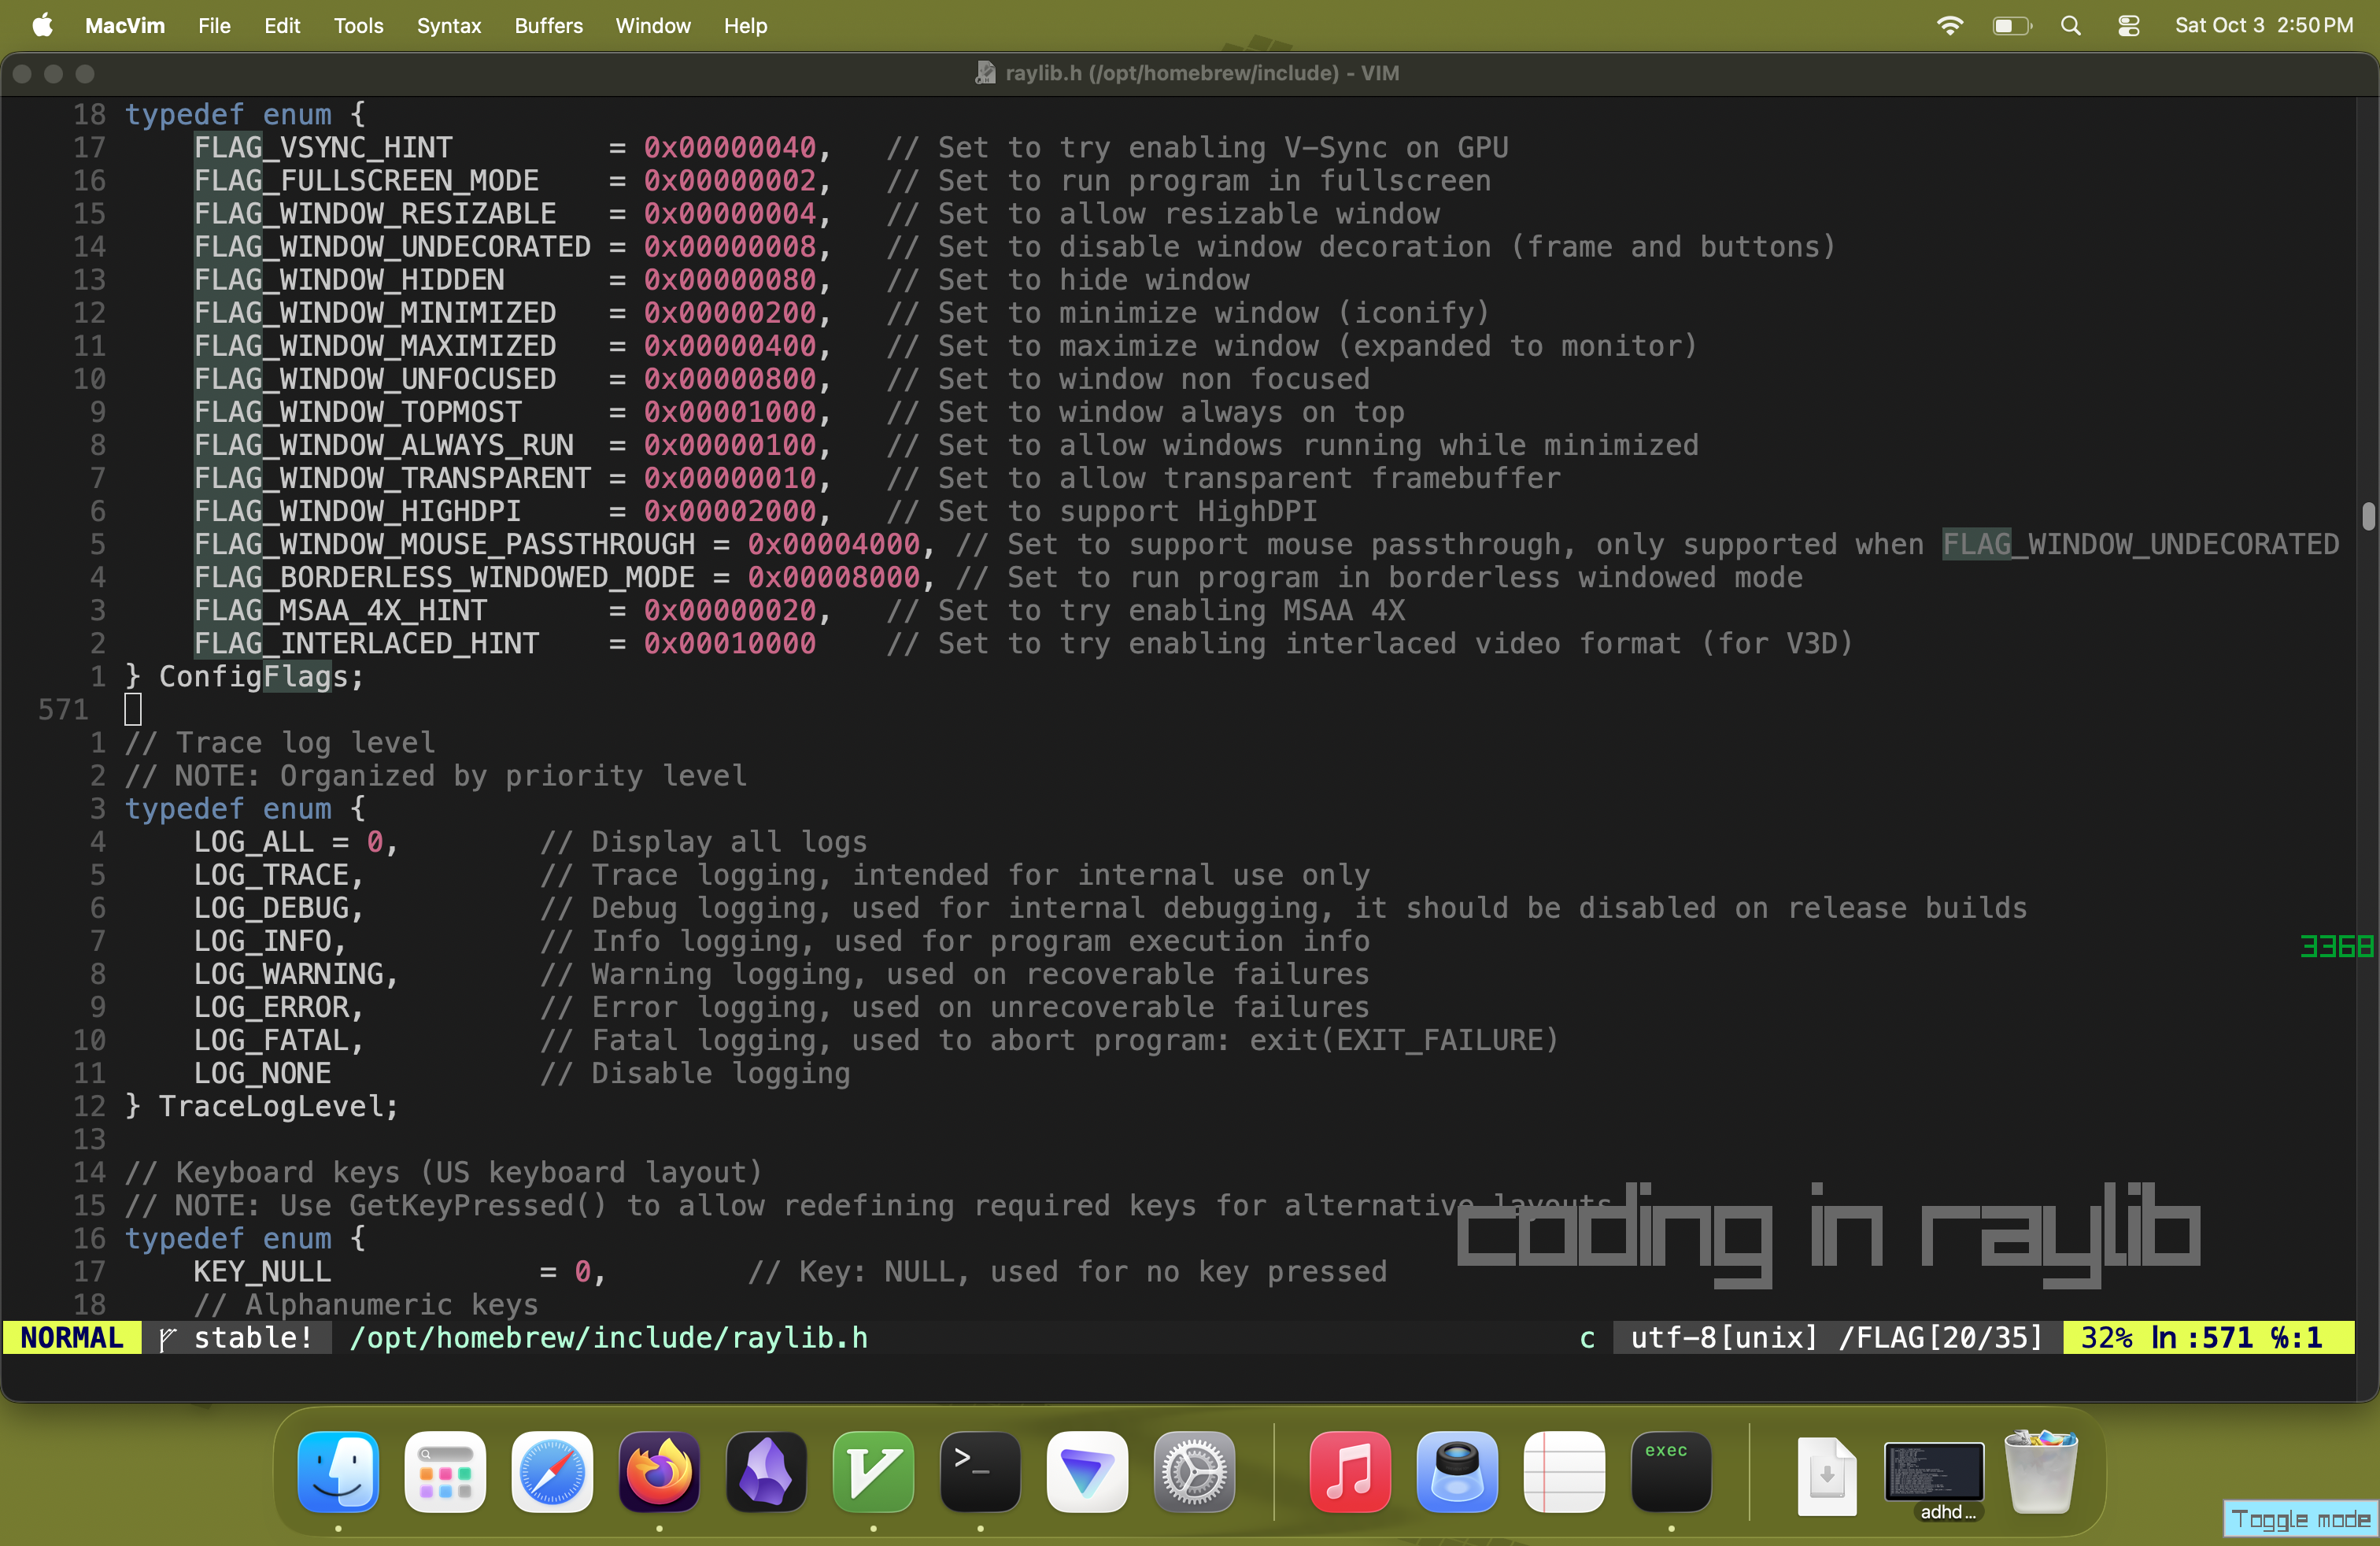 MacVim File Edit Tools Syntax Buffers Window Help Sat Oct 3 2:50 PM
raylib.h (/opt/homebrew/include) - VIM
18 typedef enum {
17     FLAG_VSYNC_HINT         = 0x00000040,   // Set to try enabling V-Sync on GPU
16     FLAG_FULLSCREEN_MODE    = 0x00000002,   // Set to run program in fullscreen
15     FLAG_WINDOW_RESIZABLE   = 0x00000004,   // Set to allow resizable window
14     FLAG_WINDOW_UNDECORATED = 0x00000008,   // Set to disable window decoration (frame and buttons)
13     FLAG_WINDOW_HIDDEN      = 0x00000080,   // Set to hide window
12     FLAG_WINDOW_MINIMIZED   = 0x00000200,   // Set to minimize window (iconify)
11     FLAG_WINDOW_MAXIMIZED   = 0x00000400,   // Set to maximize window (expanded to monitor)
10     FLAG_WINDOW_UNFOCUSED   = 0x00000800,   // Set to window non focused
9     FLAG_WINDOW_TOPMOST     = 0x00001000,   // Set to window always on top
8     FLAG_WINDOW_ALWAYS_RUN  = 0x00000100,   // Set to allow windows running while minimized
7     FLAG_WINDOW_TRANSPARENT = 0x00000010,   // Set to allow transparent framebuffer
6     FLAG_WINDOW_HIGHDPI     = 0x00002000,   // Set to support HighDPI
5     FLAG_WINDOW_MOUSE_PASSTHROUGH = 0x00004000, // Set to support mouse passthrough, only supported when FLAG_WINDOW_UNDECORATED
4     FLAG_BORDERLESS_WINDOWED_MODE = 0x00008000, // Set to run program in borderless windowed mode
3     FLAG_MSAA_4X_HINT       = 0x00000020,   // Set to try enabling MSAA 4X
2     FLAG_INTERLACED_HINT    = 0x00010000    // Set to try enabling interlaced video format (for V3D)
1 } ConfigFlags;
571
1 // Trace log level
2 // NOTE: Organized by priority level
3 typedef enum {
4     LOG_ALL = 0,        // Display all logs
5     LOG_TRACE,          // Trace logging, intended for internal use only
6     LOG_DEBUG,          // Debug logging, used for internal debugging, it should be disabled on release builds
7     LOG_INFO,           // Info logging, used for program execution info
3368
8     LOG_WARNING,        // Warning logging, used on recoverable failures
9     LOG_ERROR,          // Error logging, used on unrecoverable failures
10     LOG_FATAL,          // Fatal logging, used to abort program: exit(EXIT_FAILURE)
11     LOG_NONE            // Disable logging
12 } TraceLogLevel;
13
14 // Keyboard keys (US keyboard layout)
15 // NOTE: Use GetKeyPressed() to allow redefining required keys for alternative layouts
16 typedef enum {
coding in raylib
17     KEY_NULL            = 0,        // Key: NULL, used for no key pressed
18     // Alphanumeric keys
NORMAL stable! /opt/homebrew/include/raylib.h c utf-8[unix] /FLAG[20/35] 32% ln :571 ℅:1
exec
>_
adhd...
Toggle mode